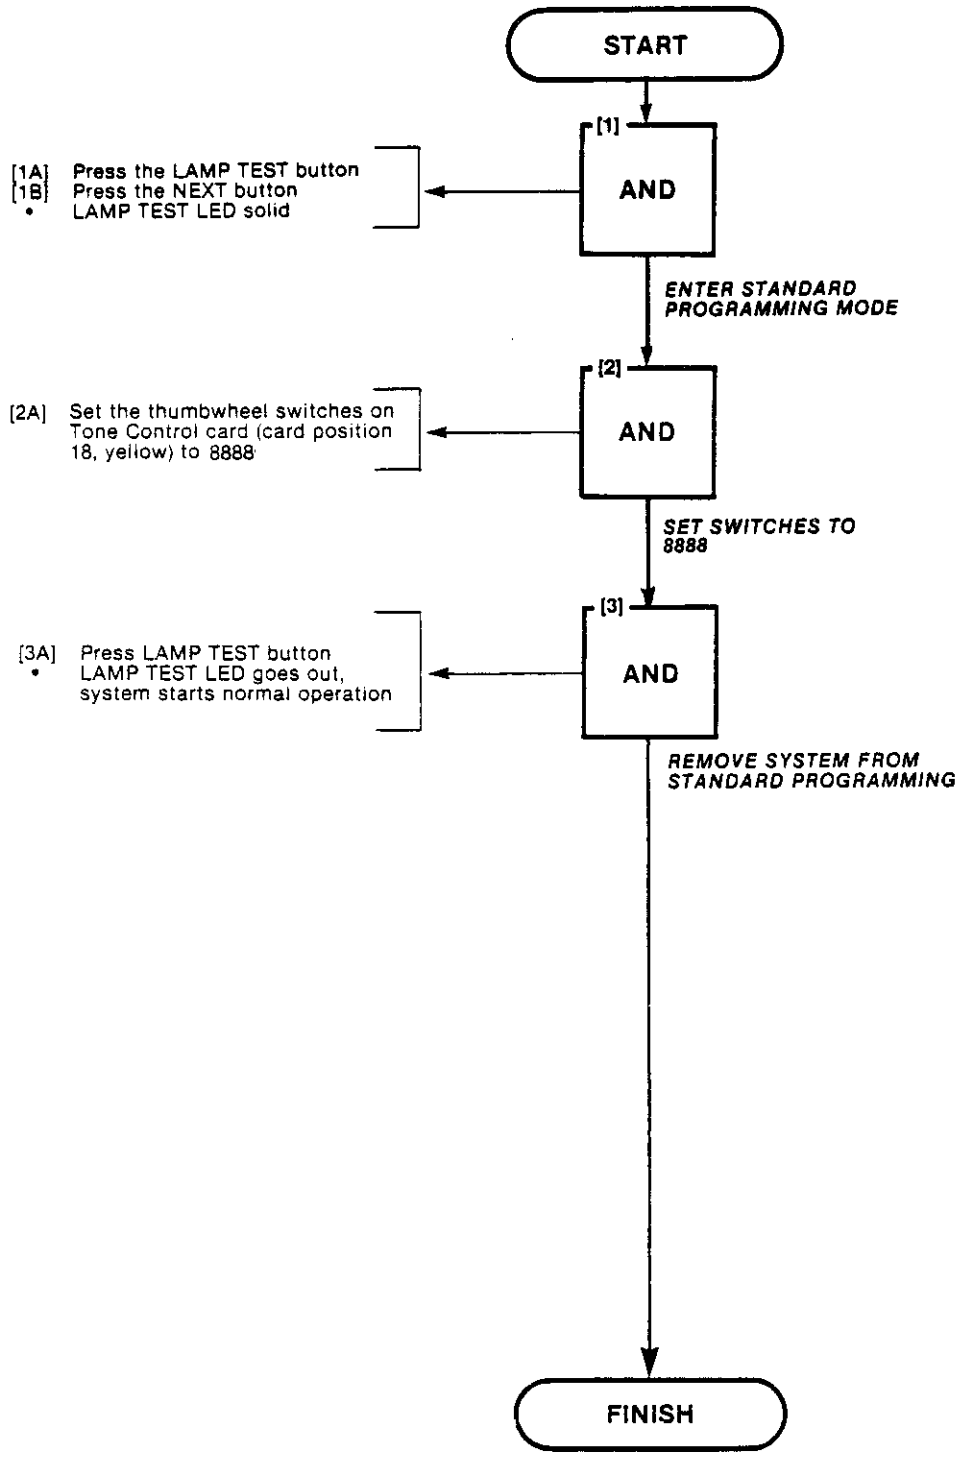 START
[1]
[1A] Press the LAMP TEST button
[1B] Press the NEXT button
• LAMP TEST LED solid
AND
ENTER STANDARD
PROGRAMMING MODE
[2]
[2A] Set the thumbwheel switches on
Tone Control card (card position
18, yellow) to 8888
AND
SET SWITCHES TO
8888
[3]
[3A] Press LAMP TEST button
• LAMP TEST LED goes out,
system starts normal operation
AND
REMOVE SYSTEM FROM
STANDARD PROGRAMMING
FINISH